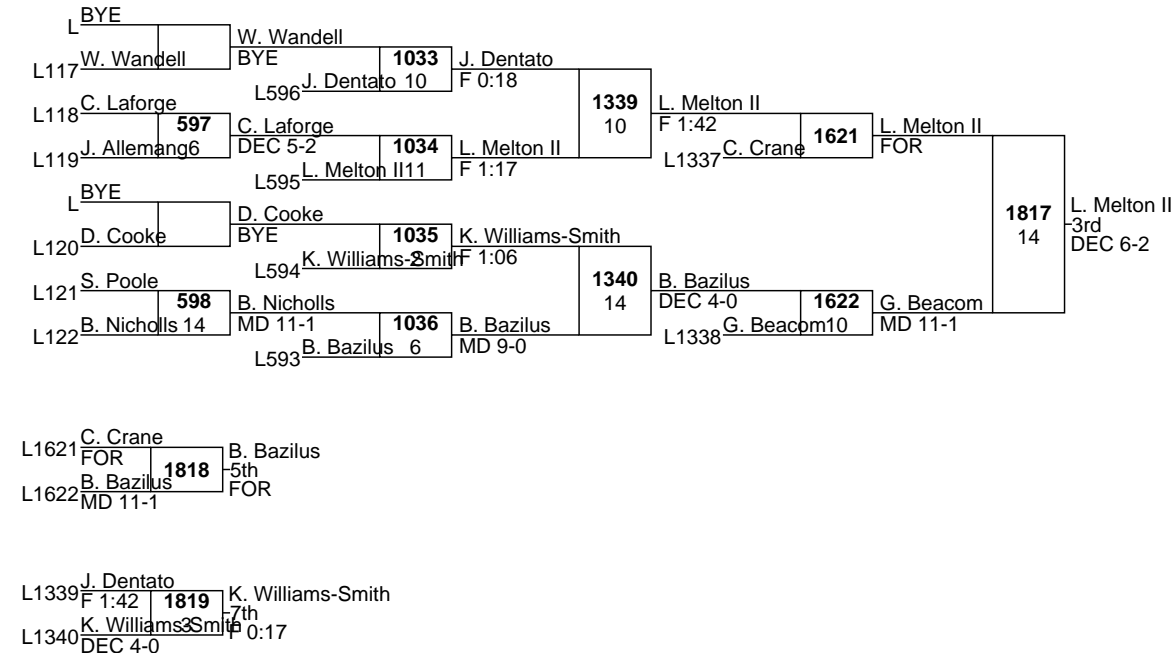 L BYE
L117 W. Wandell
W. Wandell
BYE
L596 J. Dentato
1033
10
J. Dentato
F 0:18
L118 C. Laforge
L119 J. Allemang
597
6
C. Laforge
DEC 5-2
L595 L. Melton II
1034
11
L. Melton II
F 1:17
1339
10
L. Melton II
F 1:42
L1337 C. Crane
1621
L. Melton II
FOR
L BYE
L120 D. Cooke
D. Cooke
BYE
L594 K. Williams-Smith
1035
2
K. Williams-Smith
F 1:06
L121 S. Poole
L122 B. Nicholls
598
14
B. Nicholls
MD 11-1
L593 B. Bazilus
1036
6
B. Bazilus
MD 9-0
1340
14
B. Bazilus
DEC 4-0
L1338 G. Beacom
1622
10
G. Beacom
MD 11-1
1817
14
L. Melton II
3rd
DEC 6-2
L1621 C. Crane
FOR
L1622 B. Bazilus
MD 11-1
1818
B. Bazilus
5th
FOR
L1339 J. Dentato
F 1:42
L1340 K. Williams-Smith
DEC 4-0
1819
3
K. Williams-Smith
7th
F 0:17